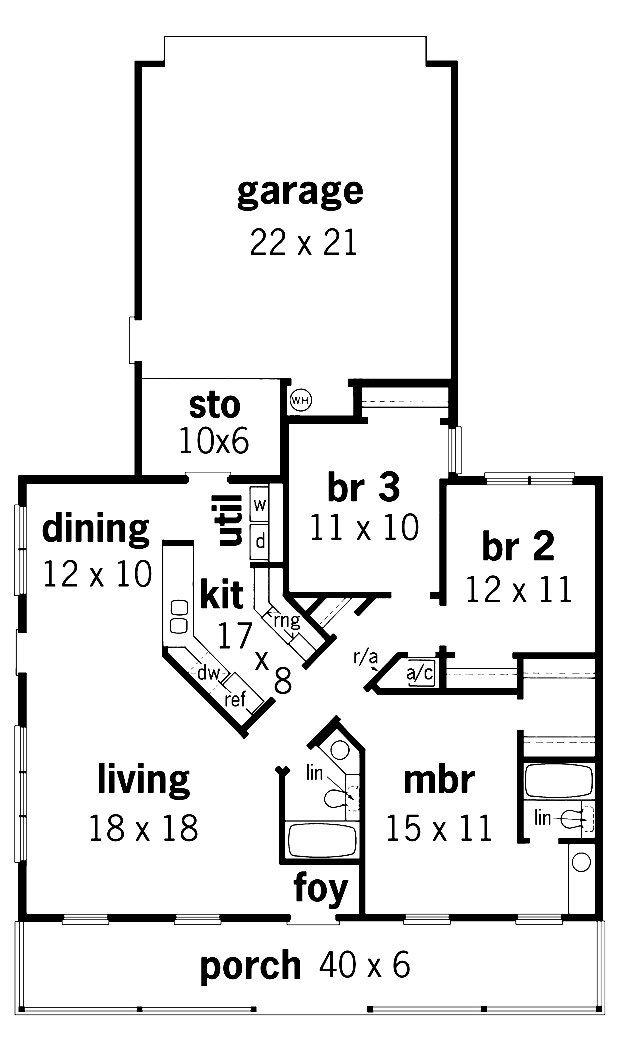 garage
22 x 21
WH
sto
10x6
br 3
11 x 10
w
util
d
dining
12 x 10
br 2
12 x 11
kit
17
x
8
rng
r/a
a/c
dw
ref
living
18 x 18
lin
mbr
15 x 11
lin
foy
porch 40 x 6